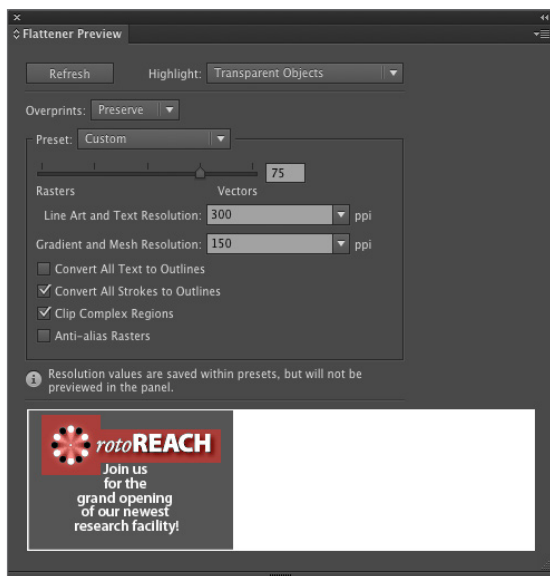 Flattener Preview
Refresh Highlight: Transparent Objects
Overprints: Preserve
Preset: Custom
75
Rasters Vectors
Line Art and Text Resolution: 300 ppi
Gradient and Mesh Resolution: 150 ppi
Convert All Text to Outlines
Convert All Strokes to Outlines
Clip Complex Regions
Anti-alias Rasters
Resolution values are saved within presets, but will not be
previewed in the panel.
rotoREACH
Join us
for the
grand opening
of our newest
research facility!